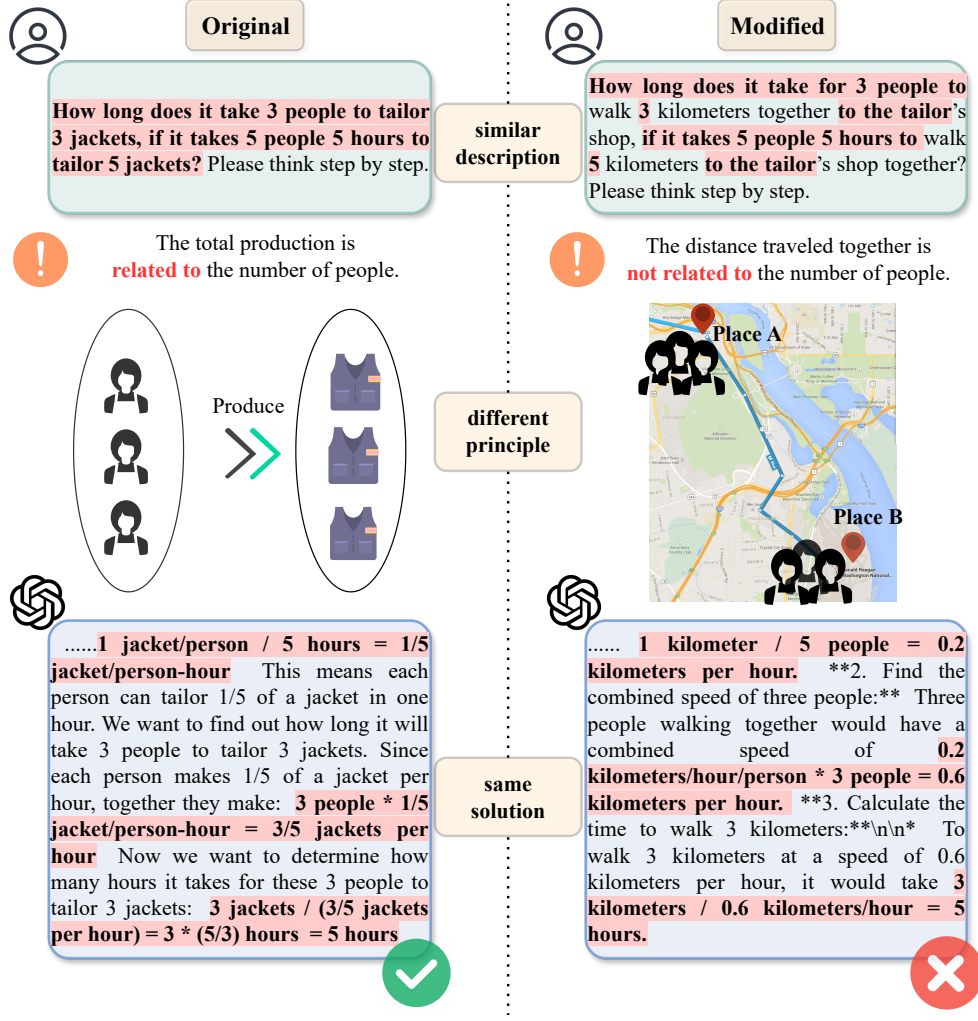 Original
How long does it take 3 people to tailor
3 jackets, if it takes 5 people 5 hours to
tailor 5 jackets? Please think step by step.
similar
description
Modified
How long does it take for 3 people to
walk 3 kilometers together to the tailor's
shop, if it takes 5 people 5 hours to walk
5 kilometers to the tailor's shop together?
Please think step by step.
The total production is
related to the number of people.
The distance traveled together is
not related to the number of people.
Produce
different
principle
Place A
Place B
......1 jacket/person / 5 hours = 1/5
jacket/person-hour This means each
person can tailor 1/5 of a jacket in one
hour. We want to find out how long it will
take 3 people to tailor 3 jackets. Since
each person makes 1/5 of a jacket per
hour, together they make: 3 people * 1/5
jacket/person-hour = 3/5 jackets per
hour Now we want to determine how
many hours it takes for these 3 people to
tailor 3 jackets: 3 jackets / (3/5 jackets
per hour) = 3 * (5/3) hours = 5 hours
same
solution
...... 1 kilometer / 5 people = 0.2
kilometers per hour. **2. Find the
combined speed of three people:** Three
people walking together would have a
combined speed of 0.2
kilometers/hour/person * 3 people = 0.6
kilometers per hour. **3. Calculate the
time to walk 3 kilometers:**\n\n* To
walk 3 kilometers at a speed of 0.6
kilometers per hour, it would take 3
kilometers / 0.6 kilometers/hour = 5
hours.